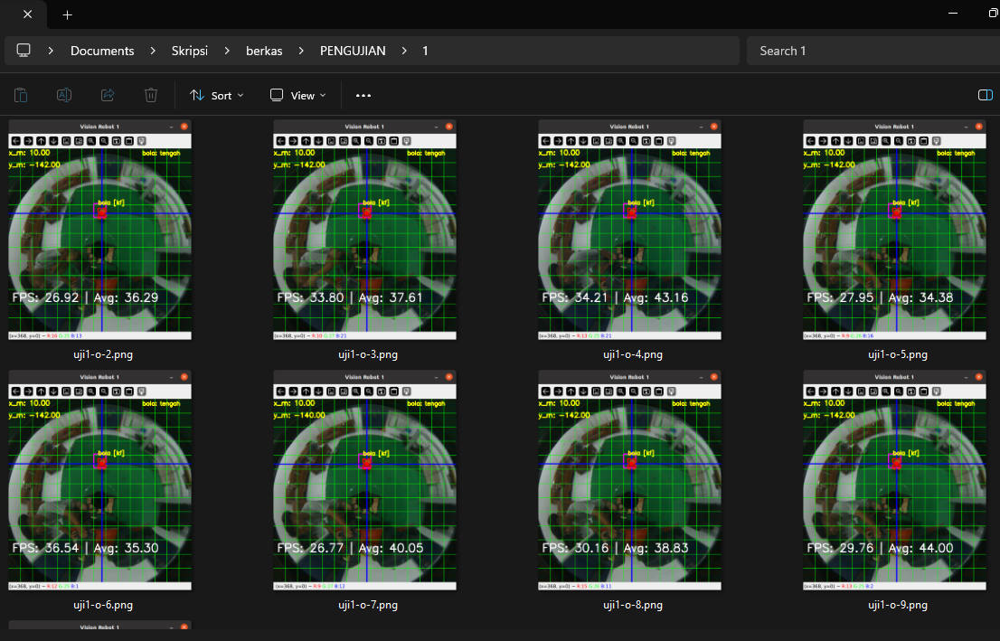 Documents > Skripsi > berkas > PENGUJIAN > 1
Search 1
Sort
View
Vision Robot 1
x_m: 10.00
bola: tengah
y_m: -142.00
bola [kf]
FPS: 26.92 | Avg: 36.29
(x=368, y=0) ~ R:16 G:25 B:13
uji1-o-2.png
Vision Robot 1
x_m: 10.00
bola: tengah
y_m: -142.00
bola [kf]
FPS: 33.80 | Avg: 37.61
(x=368, y=0) ~ R:10 G:27 B:21
uji1-o-3.png
Vision Robot 1
x_m: 10.00
bola: tengah
y_m: -142.00
bola [kf]
FPS: 34.21 | Avg: 43.16
(x=368, y=0) ~ R:13 G:25 B:21
uji1-o-4.png
Vision Robot 1
x_m: 10.00
bola: tengah
y_m: -142.00
bola [kf]
FPS: 27.95 | Avg: 34.38
(x=368, y=0) ~ R:9 G:26 B:16
uji1-o-5.png
Vision Robot 1
x_m: 10.00
bola: tengah
y_m: -142.00
bola [kf]
FPS: 36.54 | Avg: 35.30
(x=368, y=0) ~ R:12 G:25 B:1
uji1-o-6.png
Vision Robot 1
x_m: 10.00
bola: tengah
y_m: -140.00
bola [kf]
FPS: 26.77 | Avg: 40.05
(x=368, y=0) ~ R:9 G:27 B:12
uji1-o-7.png
Vision Robot 1
x_m: 10.00
bola: tengah
y_m: -142.00
bola [kf]
FPS: 30.16 | Avg: 38.83
(x=368, y=0) ~ R:15 G:26 B:11
uji1-o-8.png
Vision Robot 1
x_m: 10.00
bola: tengah
y_m: -142.00
bola [kf]
FPS: 29.76 | Avg: 44.00
(x=368, y=0) ~ R:13 G:25 B:2
uji1-o-9.png
Vision Robot 1